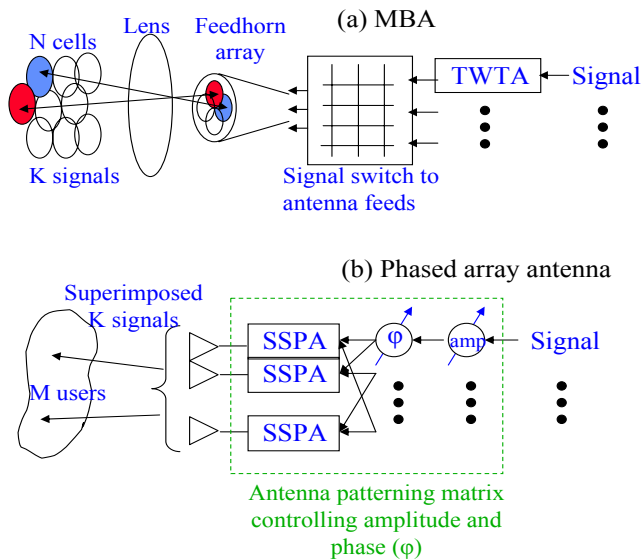 (a) MBA
N cells
Lens
Feedhorn
array
TWTA
Signal
K signals
Signal switch to
antenna feeds
(b) Phased array antenna
Superimposed
K signals
SSPA
φ
amp
Signal
SSPA
M users
SSPA
Antenna patterning matrix
controlling amplitude and
phase (φ)